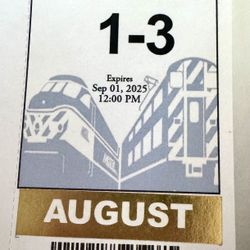 1-3
Expires
Sep 01, 2025
12:00 PM
AUGUST